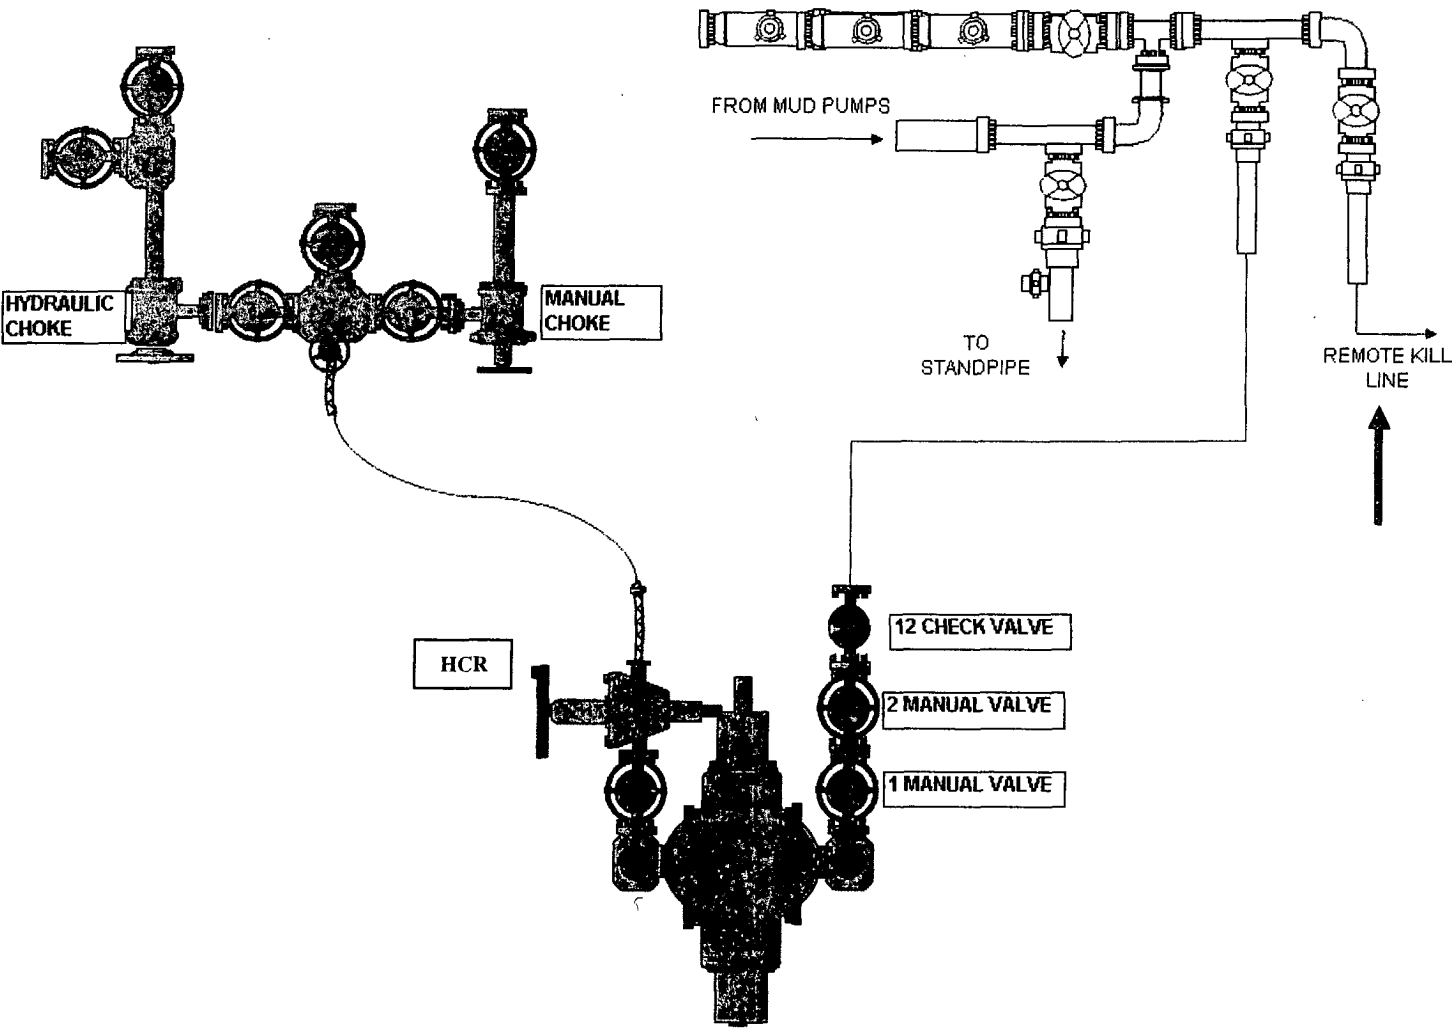 FROM MUD PUMPS
HYDRAULIC
CHOKE
MANUAL
CHOKE
TO
STANDPIPE
REMOTE KILL
LINE
12 CHECK VALVE
HCR
2 MANUAL VALVE
1 MANUAL VALVE